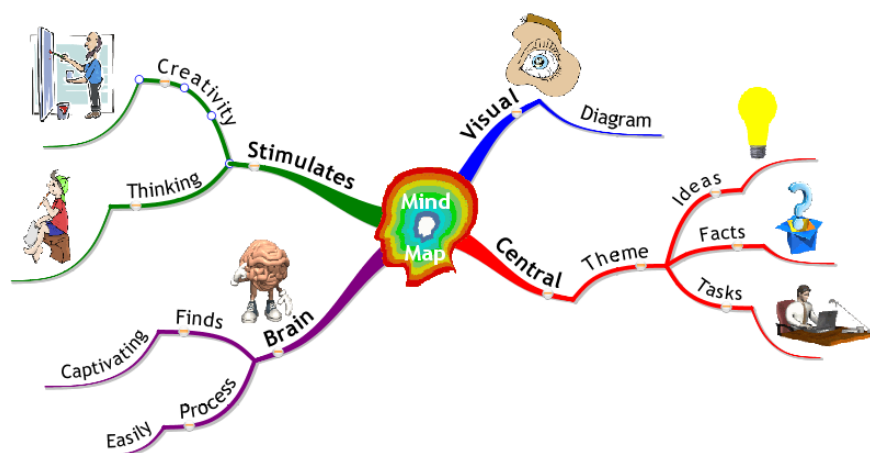 Mind
Map
Visual
Diagram
Central
Theme
Ideas
Facts
Tasks
Stimulates
Creativity
Thinking
Brain
Finds
Captivating
Process
Easily